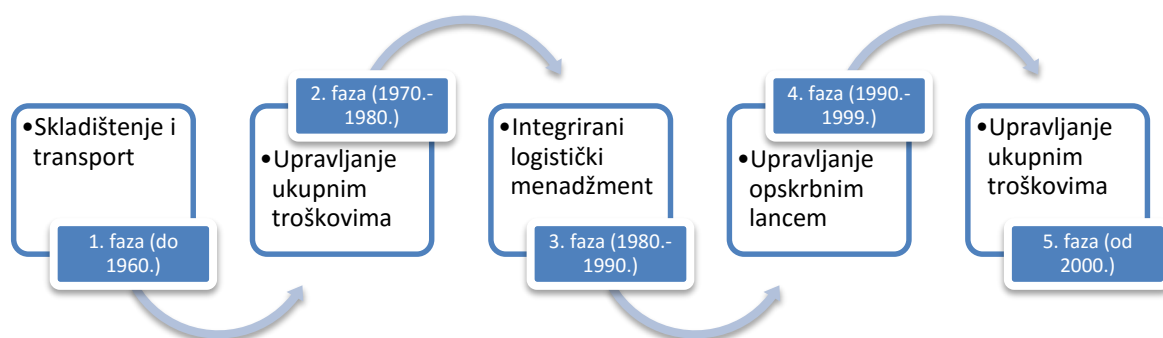 •Skladištenje i
transport
1. faza (do
1960.)
2. faza (1970.-
1980.)
•Upravljanje
ukupnim
troškovima
•Integrirani
logistički
menadžment
3. faza (1980.-
1990.)
4. faza (1990.-
1999.)
•Upravljanje
opskrbnim
lancem
•Upravljanje
ukupnim
troškovima
5. faza (od
2000.)